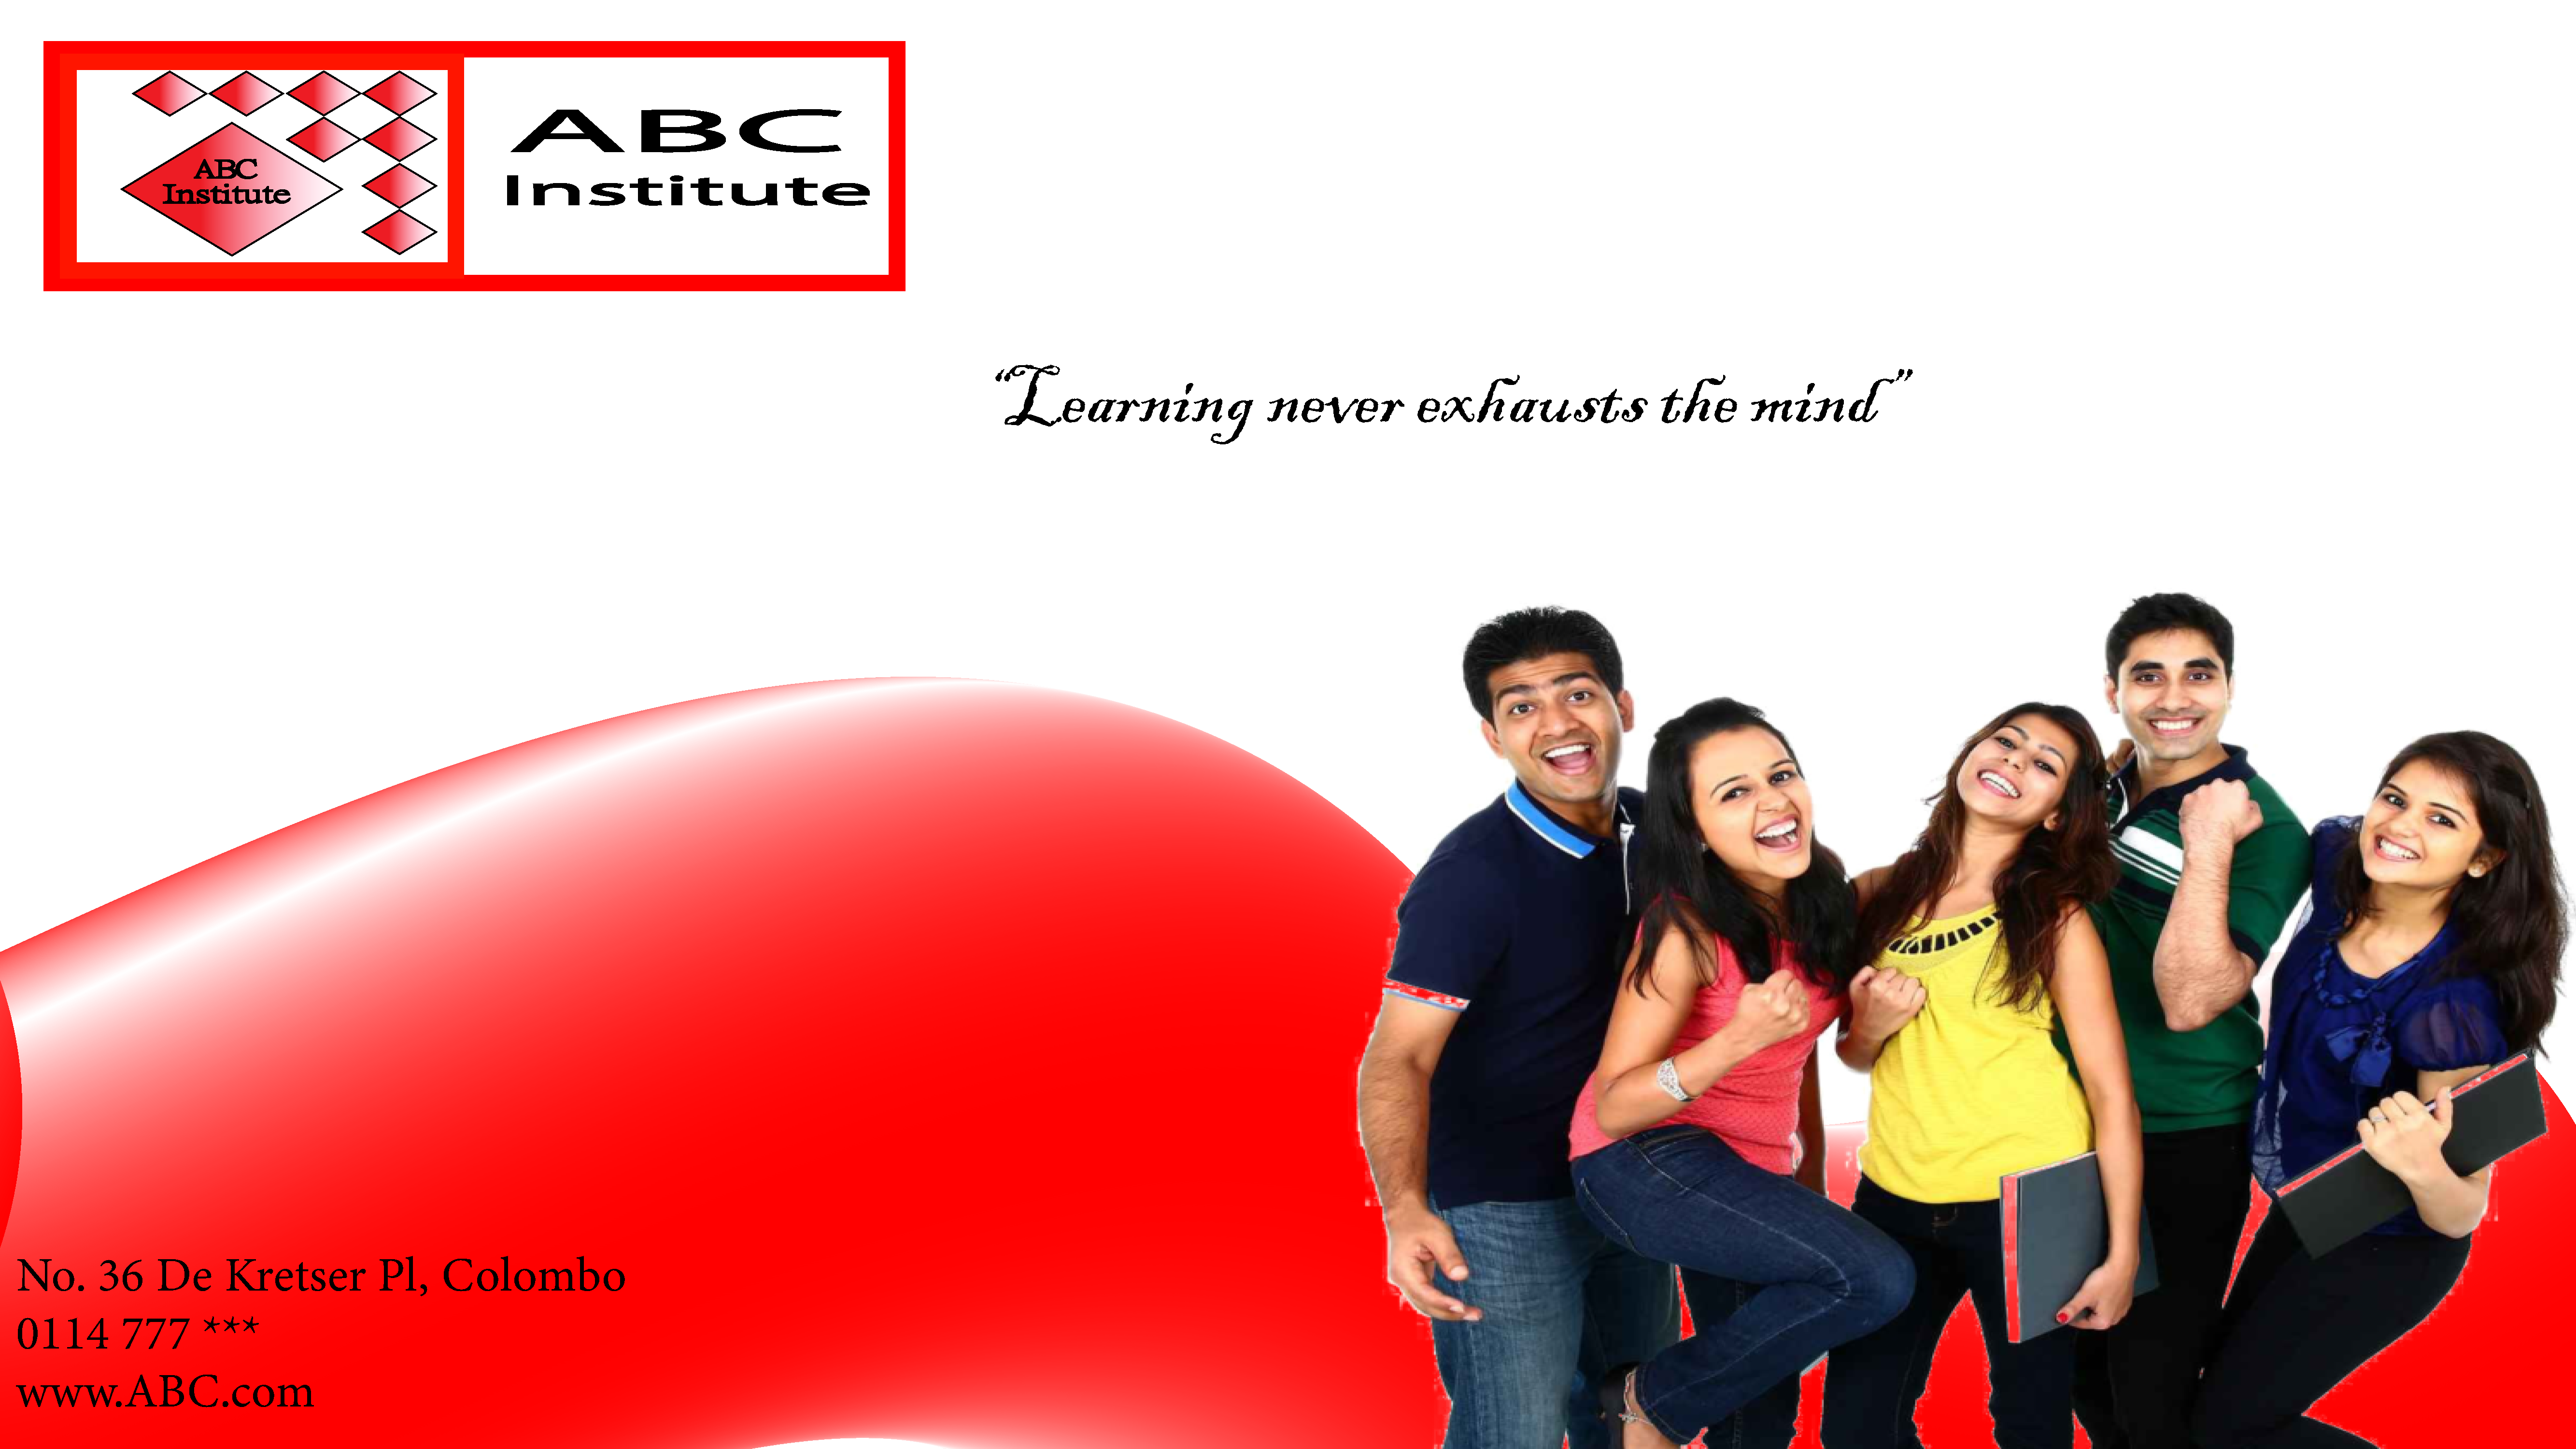 ABC
Institute
ABC
Institute
“Learning never exhausts the mind”
No. 36 De Kretser Pl, Colombo
0114 777 ***
www.ABC.com